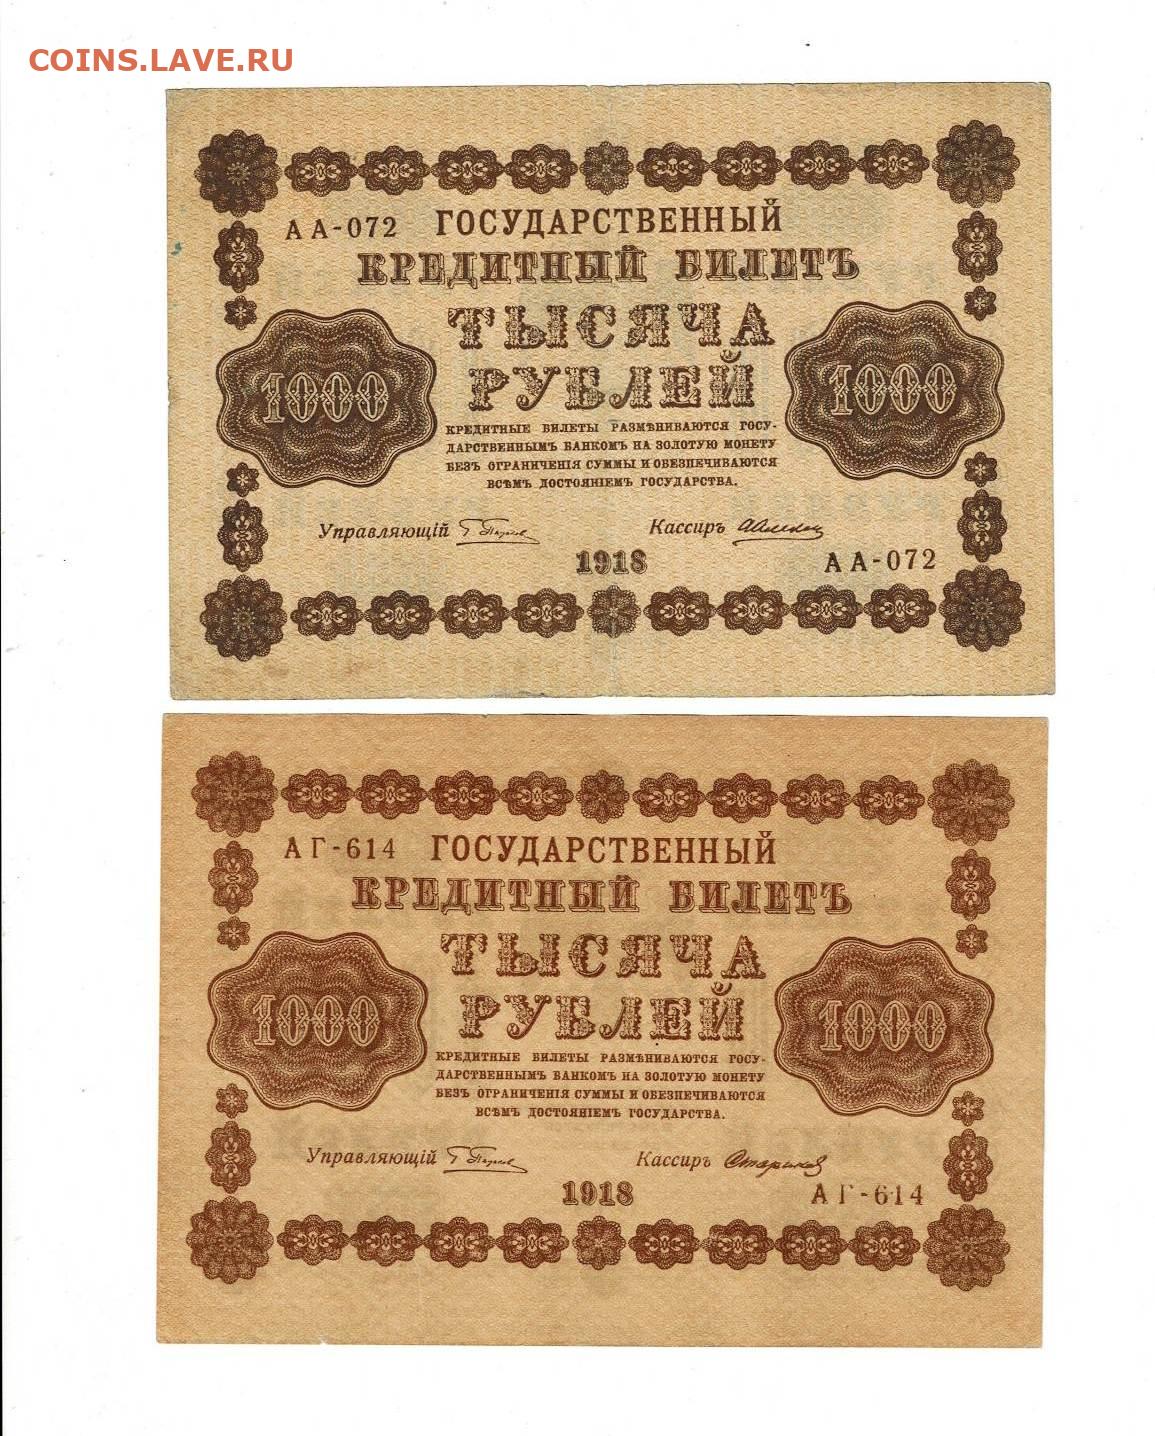 COINS.LAVE.RU
АА-072 ГОСУДАРСТВЕННЫЙ
КРЕДИТНЫЙ БИЛЕТЪ
ТЫСЯЧА
РУБЛЕЙ
1000 1000
КРЕДИТНЫЕ БИЛЕТЫ РАЗМѢНИВАЮТСЯ ГОСУ-
ДАРСТВЕННЫМЪ БАНКОМЪ НА ЗОЛОТУЮ МОНЕТУ
БЕЗЪ ОГРАНИЧЕНІЯ СУММЫ И ОБЕЗПЕЧИВАЮТСЯ
ВСѢМЪ ДОСТОЯНІЕМЪ ГОСУДАРСТВА.
Управляющій Кассиръ
1918 АА-072
АГ-614 ГОСУДАРСТВЕННЫЙ
КРЕДИТНЫЙ БИЛЕТЪ
ТЫСЯЧА
РУБЛЕЙ
1000 1000
КРЕДИТНЫЕ БИЛЕТЫ РАЗМѢНИВАЮТСЯ ГОСУ-
ДАРСТВЕННЫМЪ БАНКОМЪ НА ЗОЛОТУЮ МОНЕТУ
БЕЗЪ ОГРАНИЧЕНІЯ СУММЫ И ОБЕЗПЕЧИВАЮТСЯ
ВСѢМЪ ДОСТОЯНІЕМЪ ГОСУДАРСТВА.
Управляющій Кассиръ
1918 АГ-614